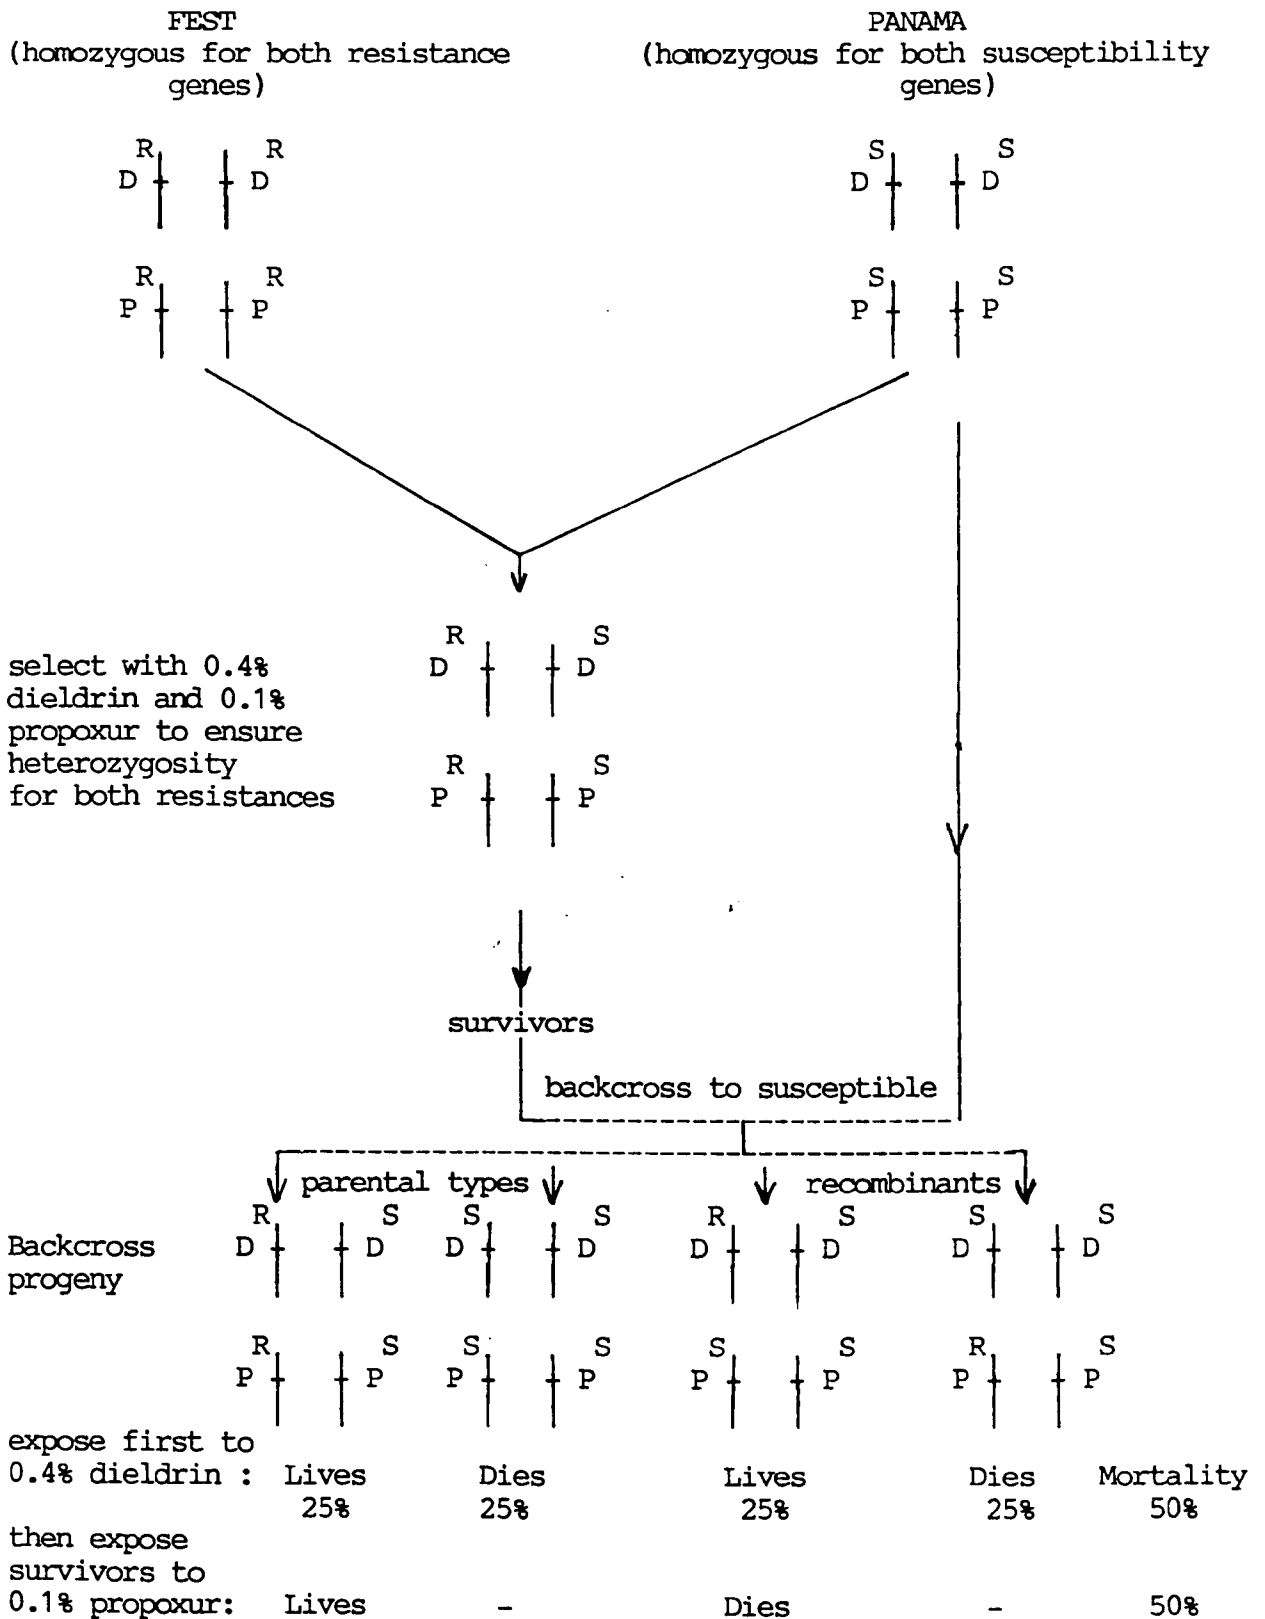 FEST PANAMA
(homozygous for both resistance (homozygous for both susceptibility
genes) genes)
R R S S
D D D D
R R S S
P P P P
R S
select with 0.4% D D
dieldrin and 0.1%
propoxur to ensure
heterozygosity R S
for both resistances P P
survivors
backcross to susceptible
parental types recombinants
R S S S R S S S
Backcross D D D D D D D D
progeny
R S S S S S R S
P P P P P P P P
expose first to
0.4% dieldrin : Lives Dies Lives Dies Mortality
25% 25% 25% 25% 50%
then expose
survivors to
0.1% propoxur: Lives - Dies - 50%